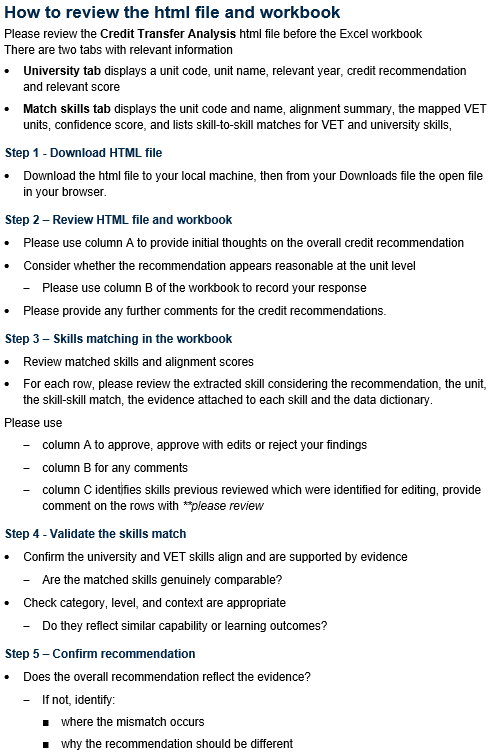 How to review the html file and workbook
Please review the Credit Transfer Analysis html file before the Excel workbook
There are two tabs with relevant information
• University tab displays a unit code, unit name, relevant year, credit recommendation
and relevant score
• Match skills tab displays the unit code and name, alignment summary, the mapped VET
units, confidence score, and lists skill-to-skill matches for VET and university skills,
Step 1 - Download HTML file
• Download the html file to your local machine, then from your Downloads file the open file
in your browser.
Step 2 – Review HTML file and workbook
• Please use column A to provide initial thoughts on the overall credit recommendation
• Consider whether the recommendation appears reasonable at the unit level
– Please use column B of the workbook to record your response
• Please provide any further comments for the credit recommendations.
Step 3 – Skills matching in the workbook
• Review matched skills and alignment scores
• For each row, please review the extracted skill considering the recommendation, the unit,
the skill-skill match, the evidence attached to each skill and the data dictionary.
Please use
– column A to approve, approve with edits or reject your findings
– column B for any comments
– column C identifies skills previous reviewed which were identified for editing, provide
comment on the rows with **please review
Step 4 - Validate the skills match
• Confirm the university and VET skills align and are supported by evidence
– Are the matched skills genuinely comparable?
• Check category, level, and context are appropriate
– Do they reflect similar capability or learning outcomes?
Step 5 – Confirm recommendation
• Does the overall recommendation reflect the evidence?
– If not, identify:
■ where the mismatch occurs
■ why the recommendation should be different